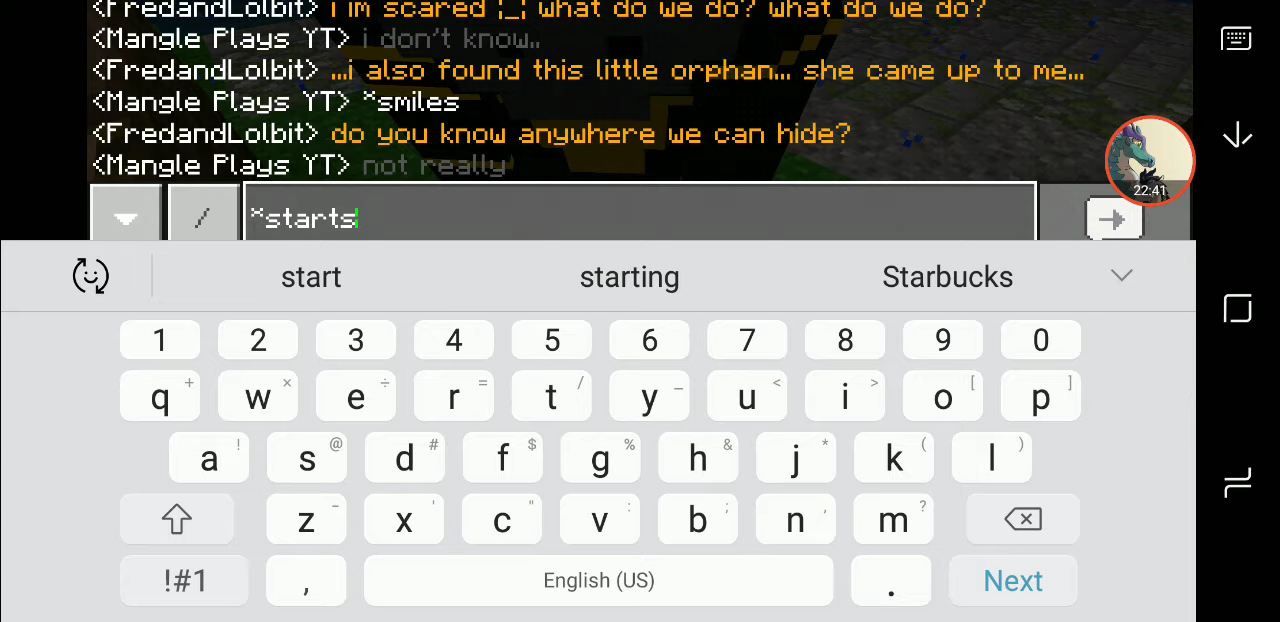 <FredandLolbit> i im scared ¦_¦ what do we do? what do we do?
<Mangle Plays YT> i don't know..
<FredandLolbit> ...i also found this little orphan... she came up to me...
<Mangle Plays YT> *smiles
<FredandLolbit> do you know anywhere we can hide?
<Mangle Plays YT> not really
22:41
/ *starts
start starting Starbucks
1 2 3 4 5 6 7 8 9 0
q + w × e ÷ r = t / y _ u < i > o [ p ]
a ! s @ d # f $ g % h & j * k ( l )
z - x ' c " v : b ; n , m ?
!#1 , English (US) . Next